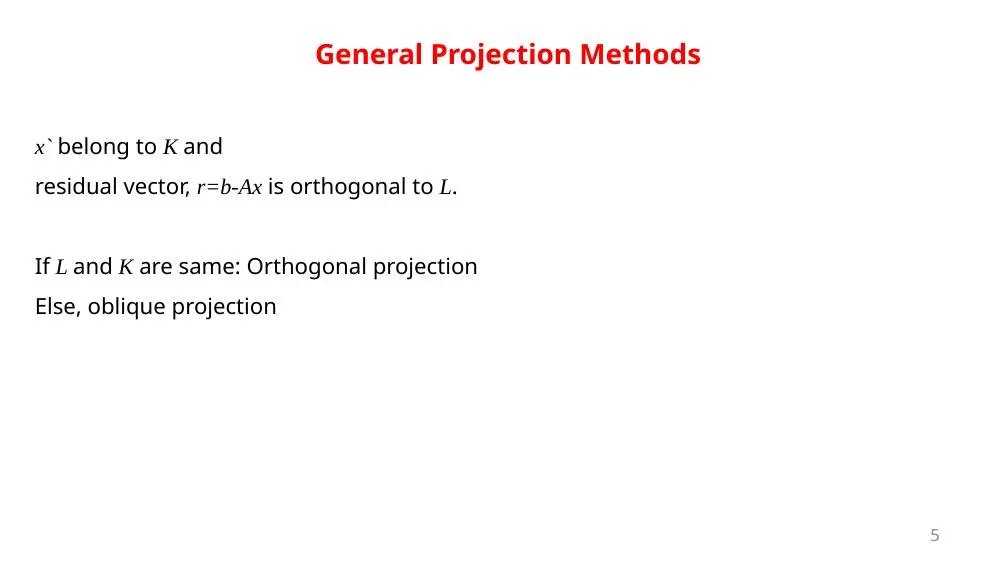 General Projection Methods
x` belong to K and
residual vector, r=b-Ax is orthogonal to L.
If L and K are same: Orthogonal projection
Else, oblique projection
5